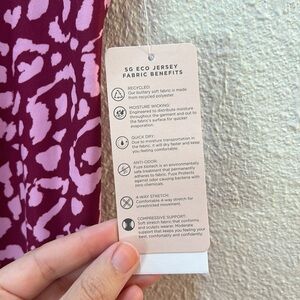 SG ECO JERSEY
FABRIC BENEFITS
RECYCLED:
Our buttery soft fabric is made
from recycled polyester.
MOISTURE WICKING:
Engineered to distribute moisture
throughout the garment and out to
the fabric's surface for quicker
evaporation.
QUICK DRY:
Due to moisture transportation in
the fabric, it will dry faster and keep
you feeling comfortable.
ANTI-ODOR:
Fuze biotech is an environmentally
safe treatment that permanently
adheres to fabric. Fuze Protects
against odor causing bacteria with
zero chemicals.
4-WAY STRETCH:
Comfortable 4-way stretch for
unrestricted movement.
COMPRESSIVE SUPPORT:
Soft stretch fabric that conforms
and sculpts wearer. Moderate
support that keeps you feeling your
best, comfortably and confidently.